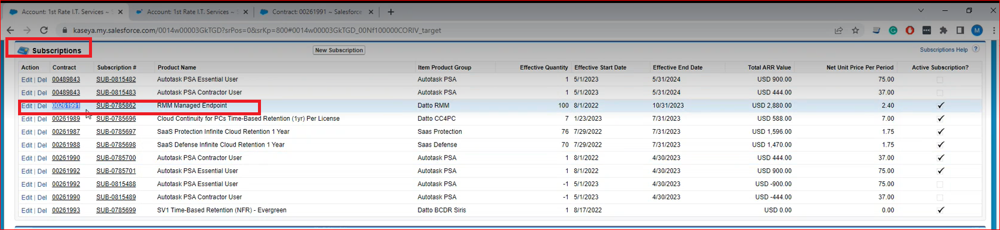 Account: 1st Rate I.T. Services ~
Account: 1st Rate I.T. Services ~
Contract: 00261991 ~ Salesforce
kaseya.my.salesforce.com/0014w00003GkTGD?srPos=0&srKp=800#0014w00003GkTGD_00Nf100000CORIV_target
M
Subscriptions New Subscription Subscriptions Help ?
Action Contract Subscription # Product Name Item Product Group Effective Quantity Effective Start Date Effective End Date Total ARR Value Net Unit Price Per Period Active Subscription?
Edit | Del 00489843 SUB-0815482 Autotask PSA Essential User Autotask PSA 1 5/1/2023 5/31/2024 USD 900.00 75.00
Edit | Del 00489843 SUB-0815483 Autotask PSA Contractor User Autotask PSA 1 5/1/2023 5/31/2024 USD 444.00 37.00
Edit | Del 00261991 SUB-0785862 RMM Managed Endpoint Datto RMM 100 8/1/2022 10/31/2023 USD 2,880.00 2.40
Edit | Del 00261989 SUB-0785696 Cloud Continuity for PCs Time-Based Retention (1yr) Per License Datto CC4PC 7 1/23/2023 7/31/2023 USD 588.00 7.00
Edit | Del 00261987 SUB-0785697 SaaS Protection Infinite Cloud Retention 1 Year Saas Protection 76 7/29/2022 7/31/2023 USD 1,596.00 1.75
Edit | Del 00261988 SUB-0785698 SaaS Defense Infinite Cloud Retention 1 Year Saas Defense 70 7/29/2022 7/31/2023 USD 1,470.00 1.75
Edit | Del 00261990 SUB-0785700 Autotask PSA Contractor User Autotask PSA 1 8/1/2022 4/30/2023 USD 444.00 37.00
Edit | Del 00261992 SUB-0785701 Autotask PSA Essential User Autotask PSA 1 8/1/2022 4/30/2023 USD 900.00 75.00
Edit | Del 00261992 SUB-0815488 Autotask PSA Essential User Autotask PSA -1 5/1/2023 4/30/2023 USD -900.00 75.00
Edit | Del 00261990 SUB-0815489 Autotask PSA Contractor User Autotask PSA -1 5/1/2023 4/30/2023 USD -444.00 37.00
Edit | Del 00261993 SUB-0785699 SV1 Time-Based Retention (NFR) - Evergreen Datto BCDR Siris 1 8/17/2022 USD 0.00 0.00